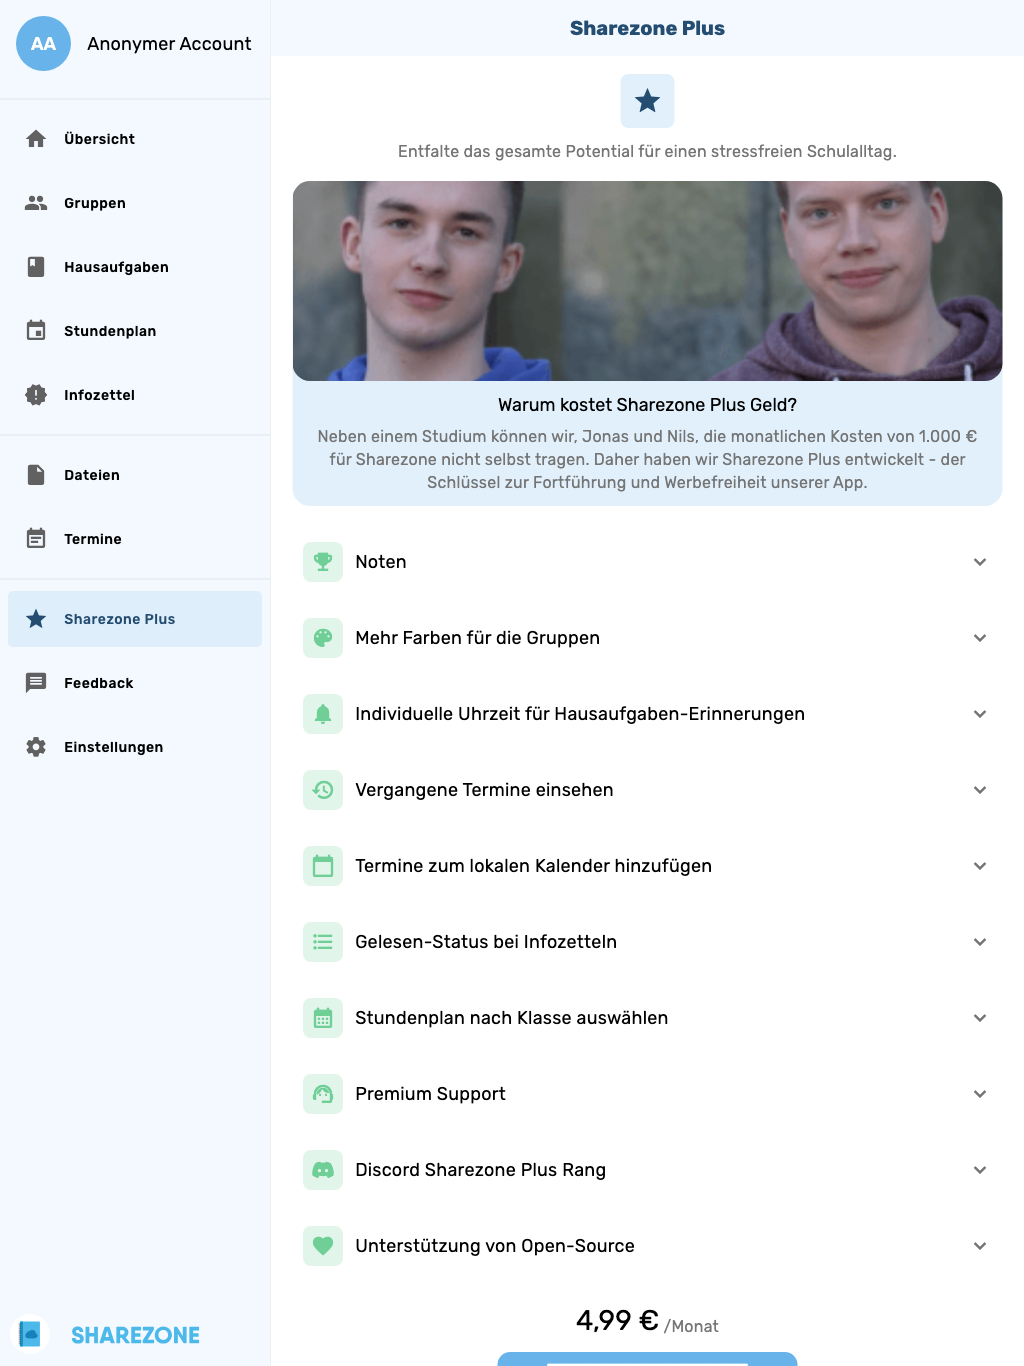 AA
Anonymer Account
Übersicht
Gruppen
Hausaufgaben
Stundenplan
Infozettel
Dateien
Termine
Sharezone Plus
Feedback
Einstellungen
SHAREZONE
Sharezone Plus
Entfalte das gesamte Potential für einen stressfreien Schulalltag.
Warum kostet Sharezone Plus Geld?
Neben einem Studium können wir, Jonas und Nils, die monatlichen Kosten von 1.000 €
für Sharezone nicht selbst tragen. Daher haben wir Sharezone Plus entwickelt - der
Schlüssel zur Fortführung und Werbefreiheit unserer App.
Noten
Mehr Farben für die Gruppen
Individuelle Uhrzeit für Hausaufgaben-Erinnerungen
Vergangene Termine einsehen
Termine zum lokalen Kalender hinzufügen
Gelesen-Status bei Infozetteln
Stundenplan nach Klasse auswählen
Premium Support
Discord Sharezone Plus Rang
Unterstützung von Open-Source
4,99 € /Monat